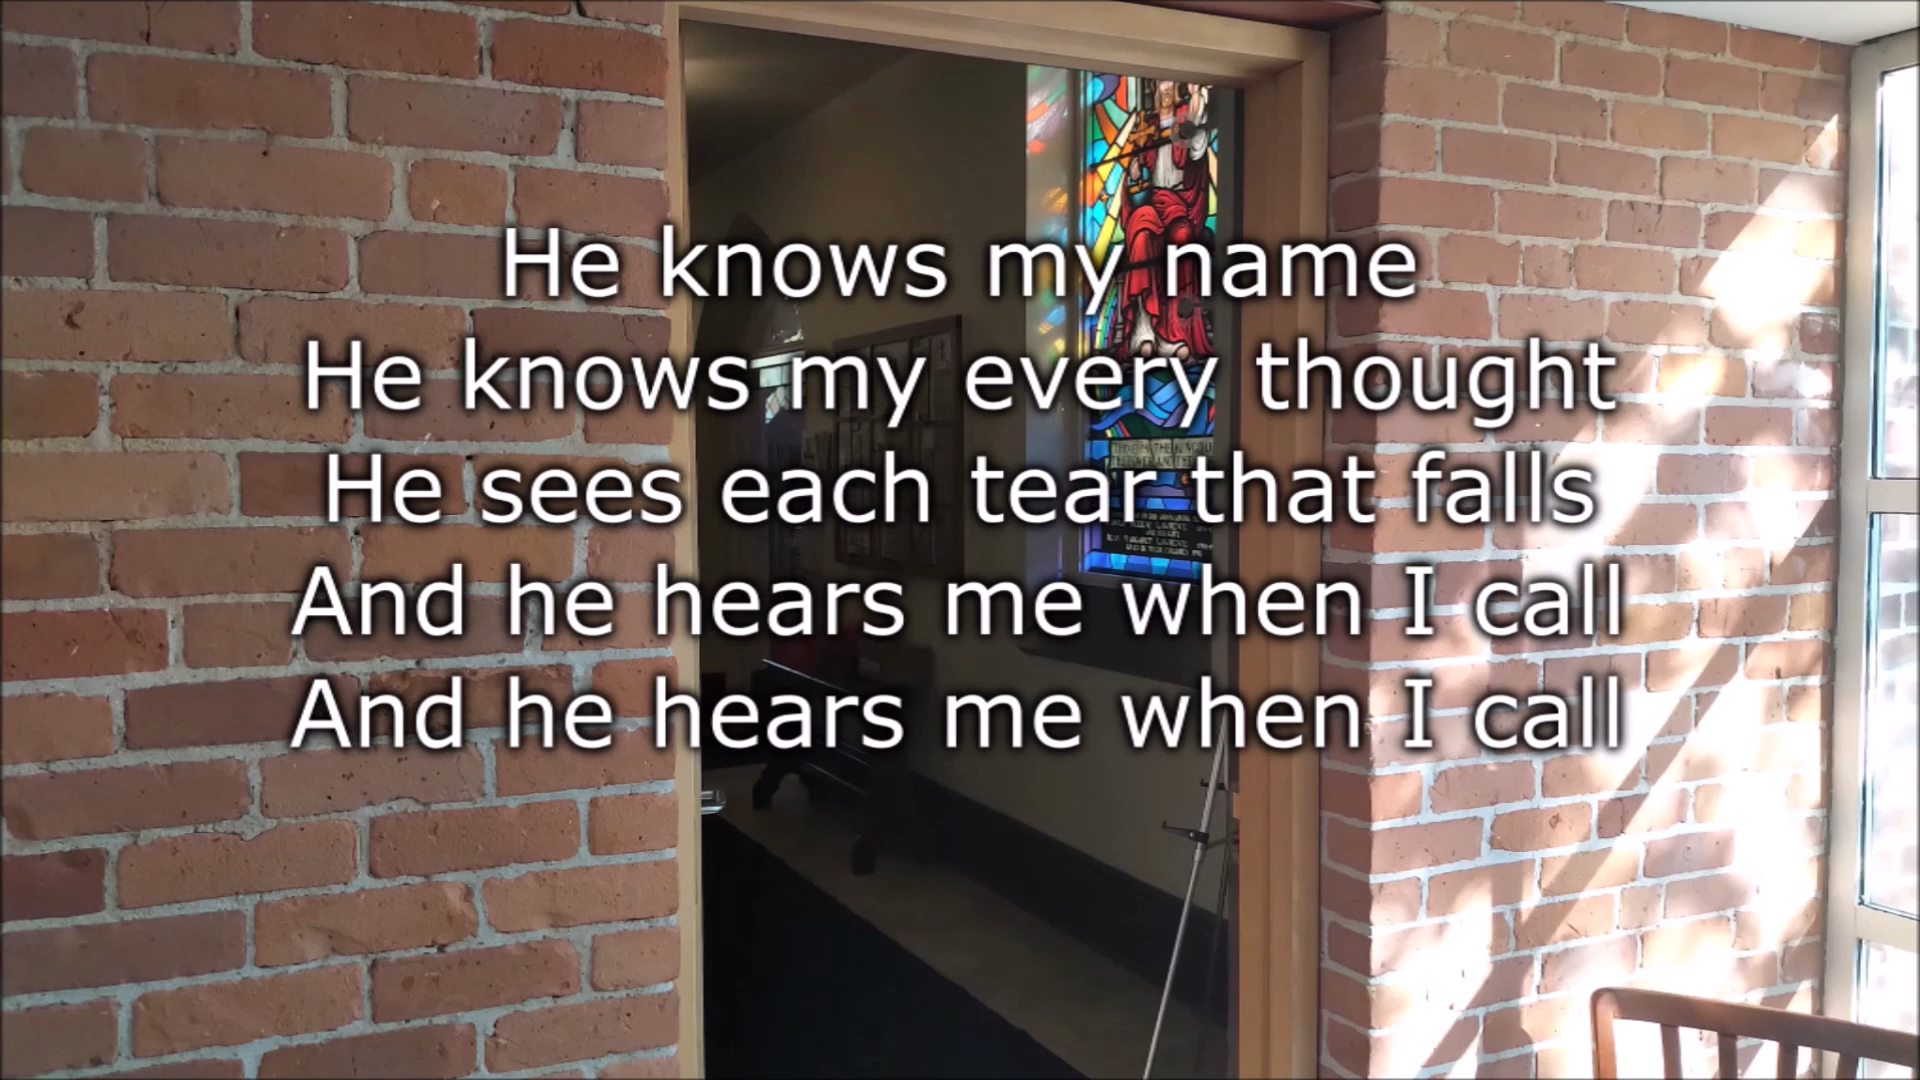 He knows my name
He knows my every thought
He sees each tear that falls
And he hears me when I call
And he hears me when I call